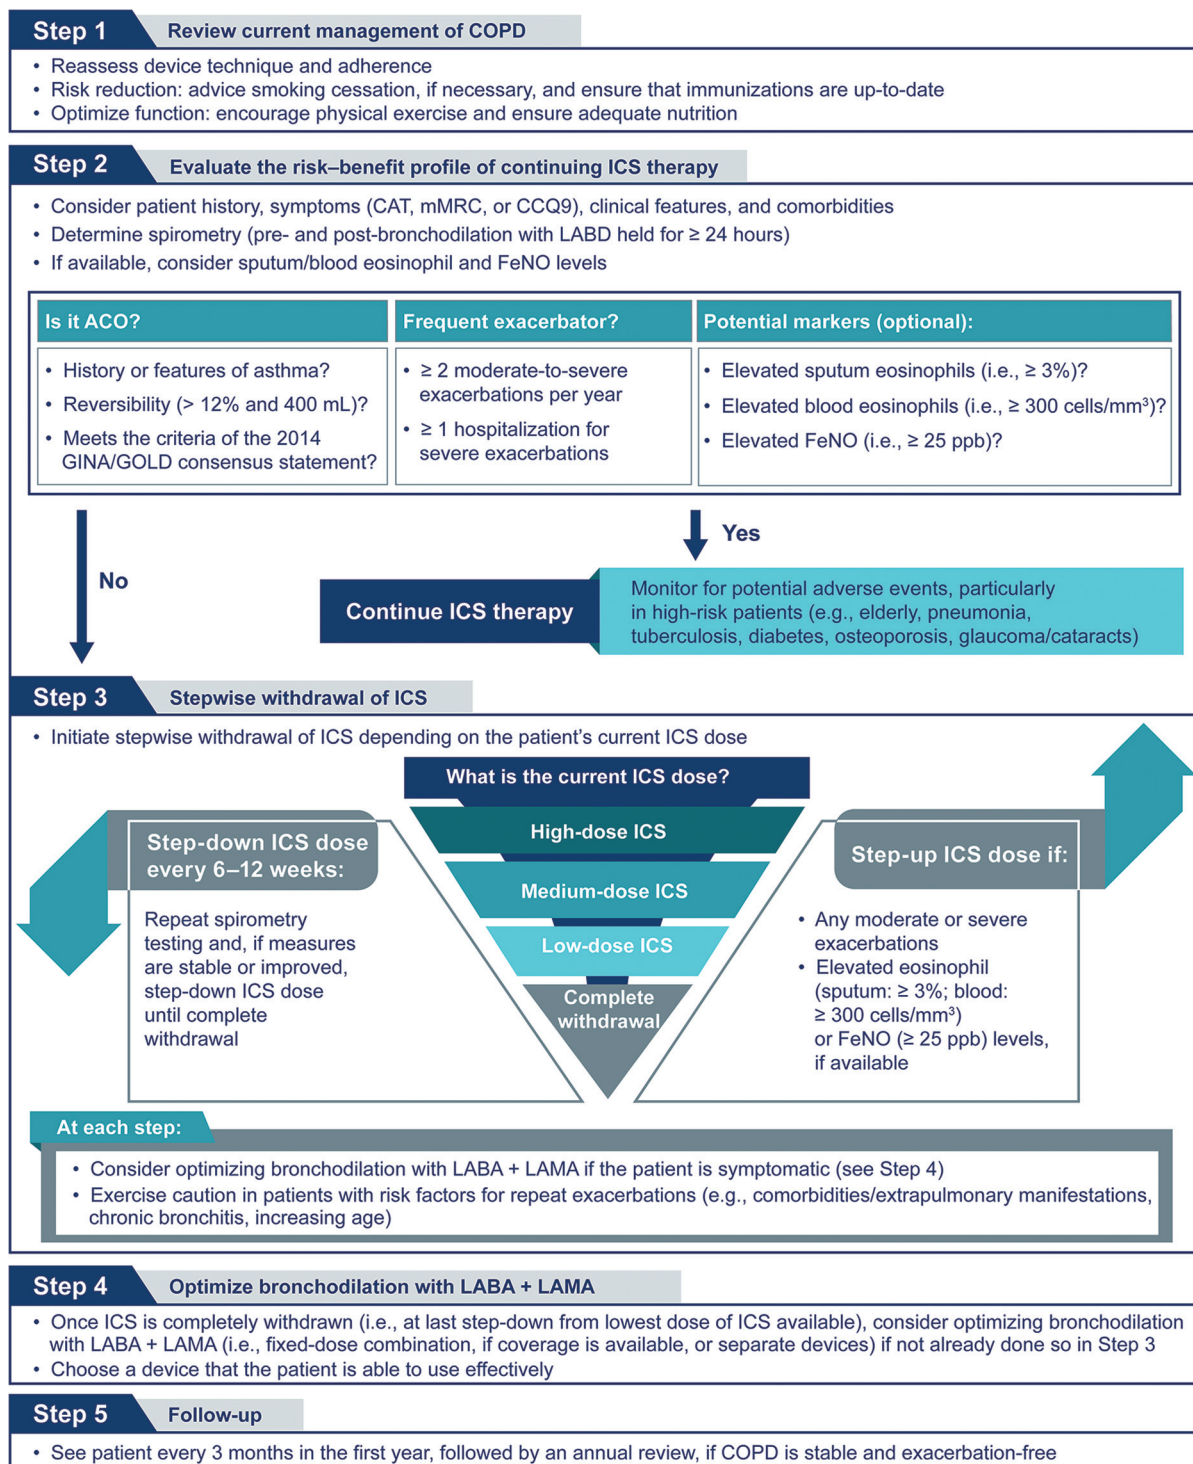 Step 1
Review current management of COPD
• Reassess device technique and adherence
• Risk reduction: advice smoking cessation, if necessary, and ensure that immunizations are up-to-date
• Optimize function: encourage physical exercise and ensure adequate nutrition
Step 2
Evaluate the risk–benefit profile of continuing ICS therapy
• Consider patient history, symptoms (CAT, mMRC, or CCQ9), clinical features, and comorbidities
• Determine spirometry (pre- and post-bronchodilation with LABD held for ≥ 24 hours)
• If available, consider sputum/blood eosinophil and FeNO levels
Is it ACO?
• History or features of asthma?
• Reversibility (> 12% and 400 mL)?
• Meets the criteria of the 2014
GINA/GOLD consensus statement?
Frequent exacerbator?
• ≥ 2 moderate-to-severe
exacerbations per year
• ≥ 1 hospitalization for
severe exacerbations
Potential markers (optional):
• Elevated sputum eosinophils (i.e., ≥ 3%)?
• Elevated blood eosinophils (i.e., ≥ 300 cells/mm³)?
• Elevated FeNO (i.e., ≥ 25 ppb)?
No
Yes
Continue ICS therapy
Monitor for potential adverse events, particularly
in high-risk patients (e.g., elderly, pneumonia,
tuberculosis, diabetes, osteoporosis, glaucoma/cataracts)
Step 3
Stepwise withdrawal of ICS
• Initiate stepwise withdrawal of ICS depending on the patient's current ICS dose
What is the current ICS dose?
High-dose ICS
Medium-dose ICS
Low-dose ICS
Complete
withdrawal
Step-down ICS dose
every 6–12 weeks:
Repeat spirometry
testing and, if measures
are stable or improved,
step-down ICS dose
until complete
withdrawal
Step-up ICS dose if:
• Any moderate or severe
exacerbations
• Elevated eosinophil
(sputum: ≥ 3%; blood:
≥ 300 cells/mm³)
or FeNO (≥ 25 ppb) levels,
if available
At each step:
• Consider optimizing bronchodilation with LABA + LAMA if the patient is symptomatic (see Step 4)
• Exercise caution in patients with risk factors for repeat exacerbations (e.g., comorbidities/extrapulmonary manifestations,
chronic bronchitis, increasing age)
Step 4
Optimize bronchodilation with LABA + LAMA
• Once ICS is completely withdrawn (i.e., at last step-down from lowest dose of ICS available), consider optimizing bronchodilation
with LABA + LAMA (i.e., fixed-dose combination, if coverage is available, or separate devices) if not already done so in Step 3
• Choose a device that the patient is able to use effectively
Step 5
Follow-up
• See patient every 3 months in the first year, followed by an annual review, if COPD is stable and exacerbation-free